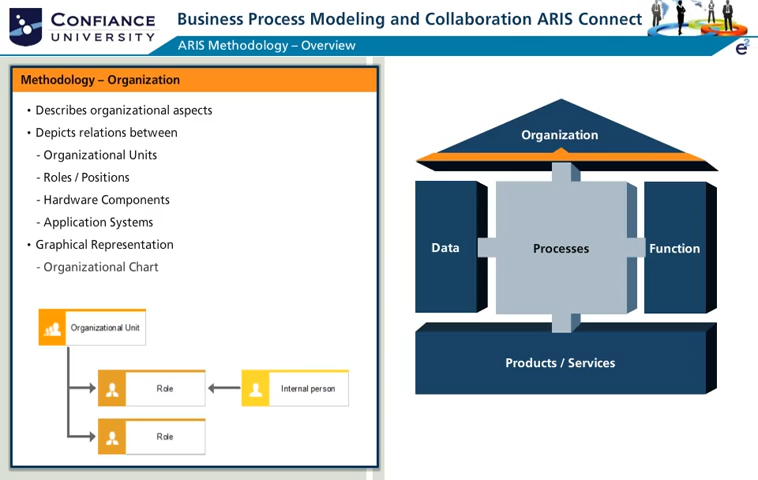 CONFIANCE
UNIVERSITY
Business Process Modeling and Collaboration ARIS Connect
ARIS Methodology – Overview
e²
Methodology – Organization
• Describes organizational aspects
• Depicts relations between
- Organizational Units
- Roles / Positions
- Hardware Components
- Application Systems
• Graphical Representation
- Organizational Chart
Organizational Unit
Role
Internal person
Role
Organization
Data
Processes
Function
Products / Services